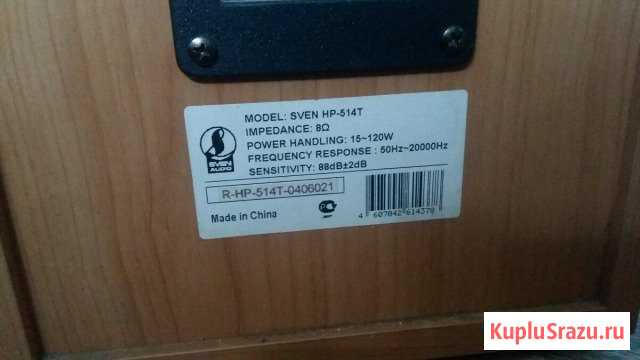 MODEL: SVEN HP-514T
IMPEDANCE: 8Ω
POWER HANDLING: 15~120W
FREQUENCY RESPONSE : 50Hz~20000Hz
SENSITIVITY: 88dB±2dB
SVEN
AUDIO
R-HP-514T-0406021
Made in China
4 607042 614378
KupluSrazu.ru